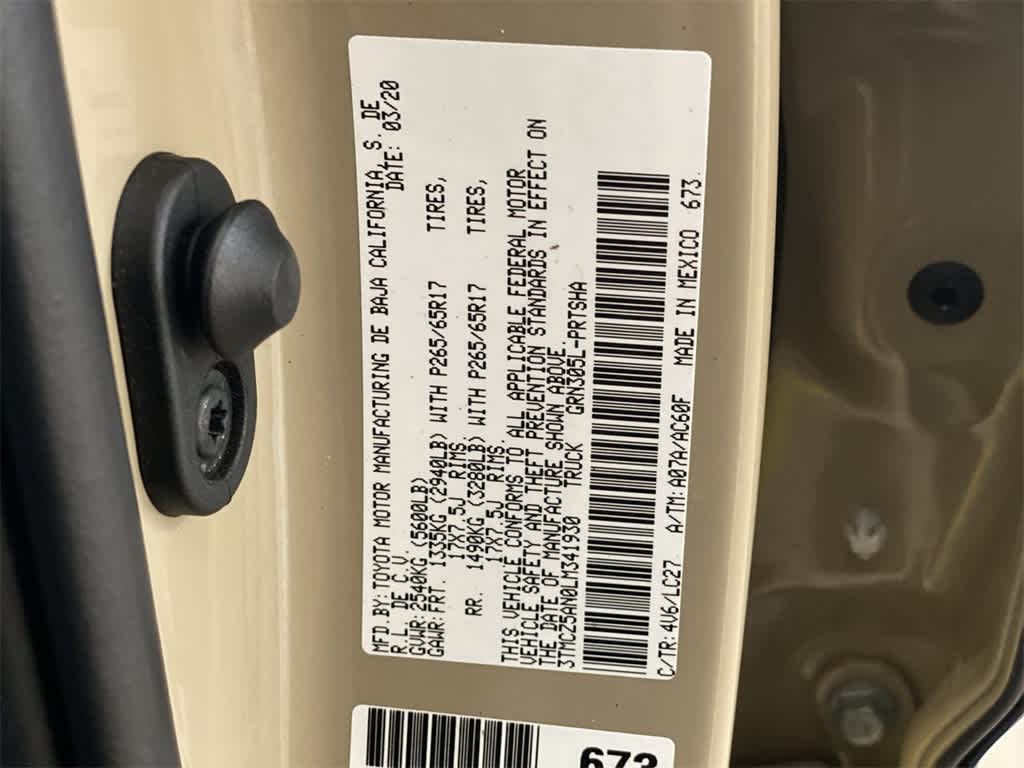 MFD.BY:TOYOTA MOTOR MANUFACTURING DE BAJA CALIFORNIA, S. DE
R.L. DE C.V. DATE: 03/20
GVWR:2540KG (5600LB)
GAWR:FRT. 1335KG (2940LB) WITH P265/65R17 TIRES,
17X7.5J RIMS.
RR. 1490KG (3280LB) WITH P265/65R17 TIRES,
17X7.5J RIMS.
THIS VEHICLE CONFORMS TO ALL APPLICABLE FEDERAL MOTOR
VEHICLE SAFETY AND THEFT PREVENTION STANDARDS IN EFFECT ON
THE DATE OF MANUFACTURE SHOWN ABOVE.
3TMCZ5AN0LM341930 TRUCK GRN305L-PRTSHA
C/TR:4V6/LC27 A/TM:A07A/AC60F MADE IN MEXICO 673
673